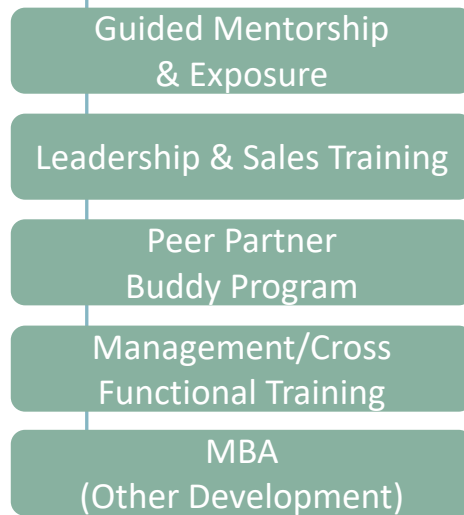 Guided Mentorship
& Exposure
Leadership & Sales Training
Peer Partner
Buddy Program
Management/Cross
Functional Training
MBA
(Other Development)